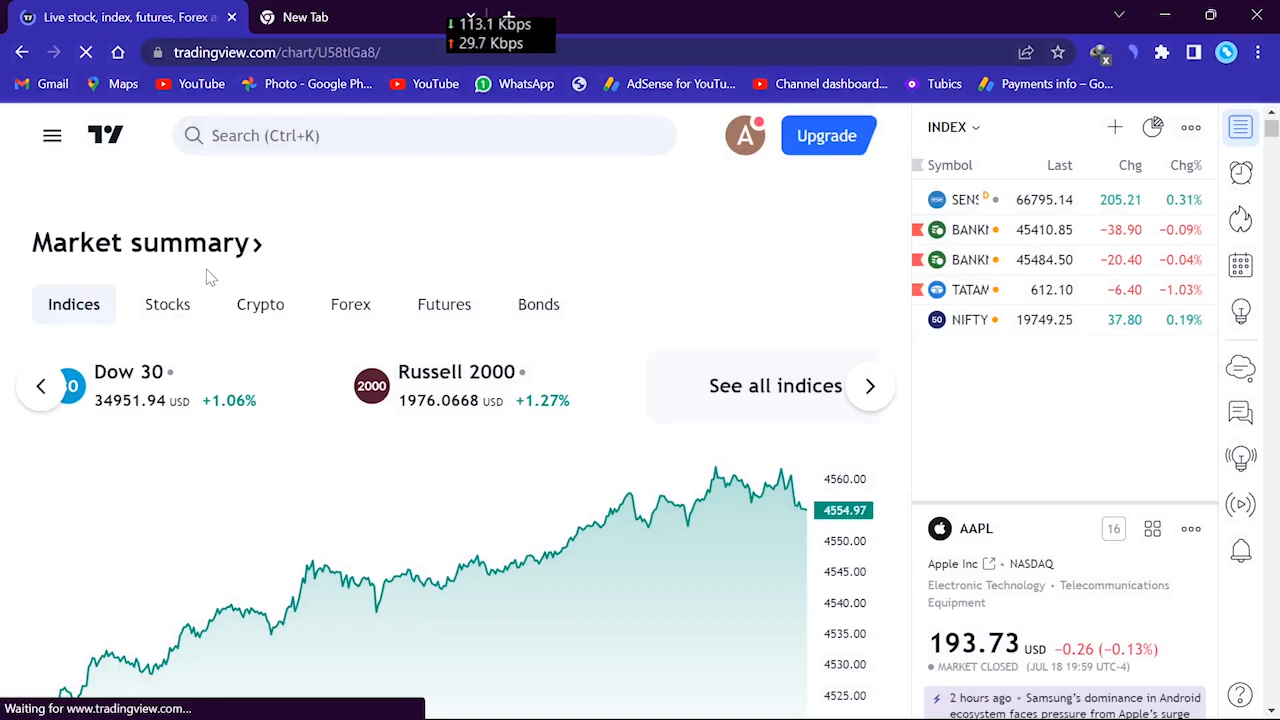 Live stock, index, futures, Forex a
New Tab
113.1 Kbps
29.7 Kbps
tradingview.com/chart/U58tIGa8/
Gmail
Maps
YouTube
Photo - Google Ph...
YouTube
WhatsApp
AdSense for YouTu...
Channel dashboard...
Tubics
Payments info – Go...
Search (Ctrl+K)
A
Upgrade
Market summary
Indices
Stocks
Crypto
Forex
Futures
Bonds
30
Dow 30
34951.94 USD +1.06%
2000
Russell 2000
1976.0668 USD +1.27%
See all indices
4560.00
4554.97
4550.00
4545.00
4540.00
4535.00
4530.00
4525.00
INDEX
Symbol Last Chg Chg%
SENS D 66795.14 205.21 0.31%
BANKN 45410.85 −38.90 −0.09%
BANKN 45484.50 −20.40 −0.04%
TATAM 612.10 −6.40 −1.03%
50 NIFTY 19749.25 37.80 0.19%
AAPL
16
Apple Inc • NASDAQ
Electronic Technology • Telecommunications
Equipment
193.73 USD −0.26 (−0.13%)
MARKET CLOSED (JUL 18 19:59 UTC-4)
2 hours ago • Samsung's dominance in Android
ecosystem faces pressure from Apple's surge
Waiting for www.tradingview.com...